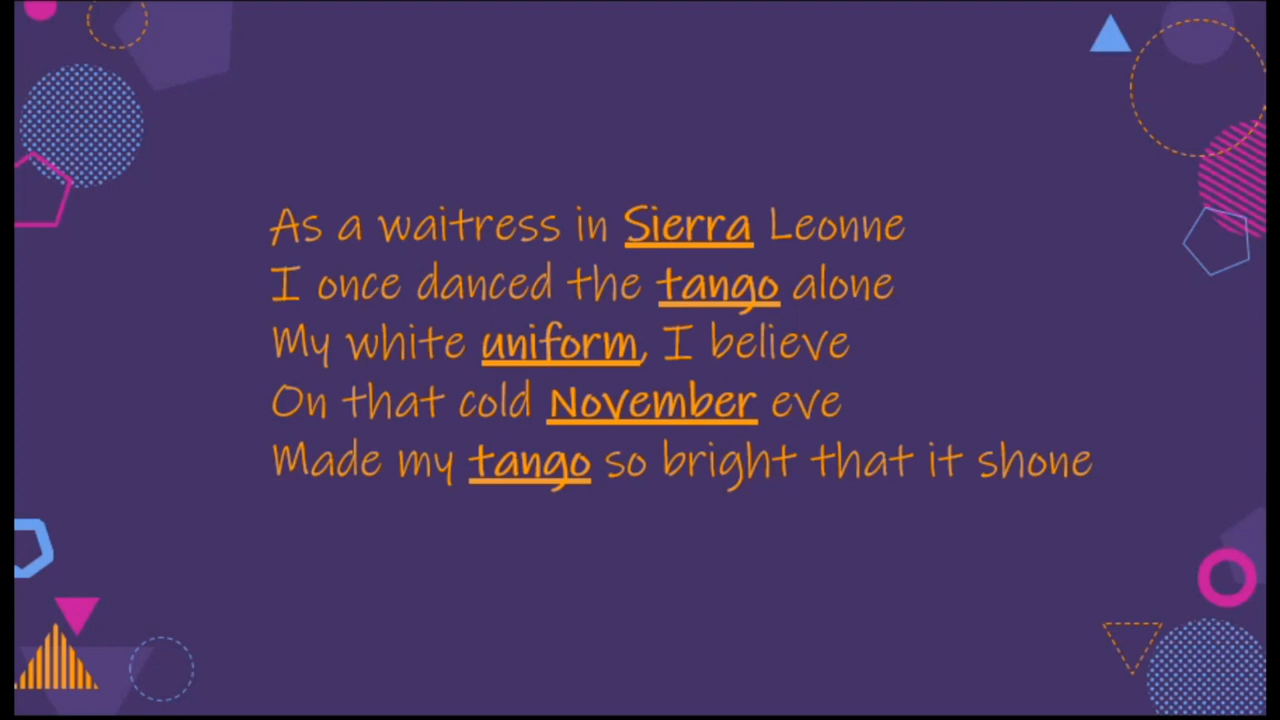 As a waitress in Sierra Leonne
I once danced the tango alone
My white uniform, I believe
On that cold November eve
Made my tango so bright that it shone